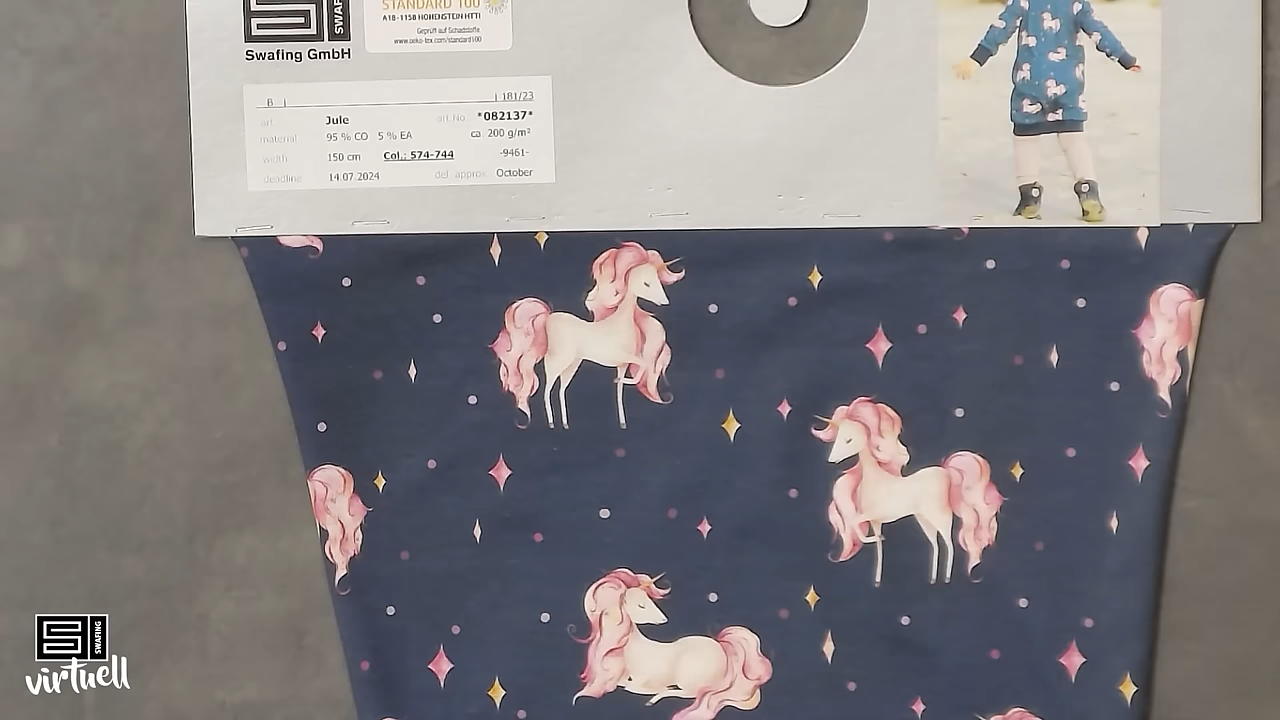 SWAFING
Swafing GmbH
STANDARD 100
A18-1158 HOHENSTEIN HTTI
Geprüft auf Schadstoffe
www.oeko-tex.com/standard100
B 181/23
art. Jule art.No. *082137*
material 95 % CO 5 % EA ca. 200 g/m²
width 150 cm Col.: 574-744 -9461-
deadline 14.07.2024 del. approx. October
SWAFING
virtuell